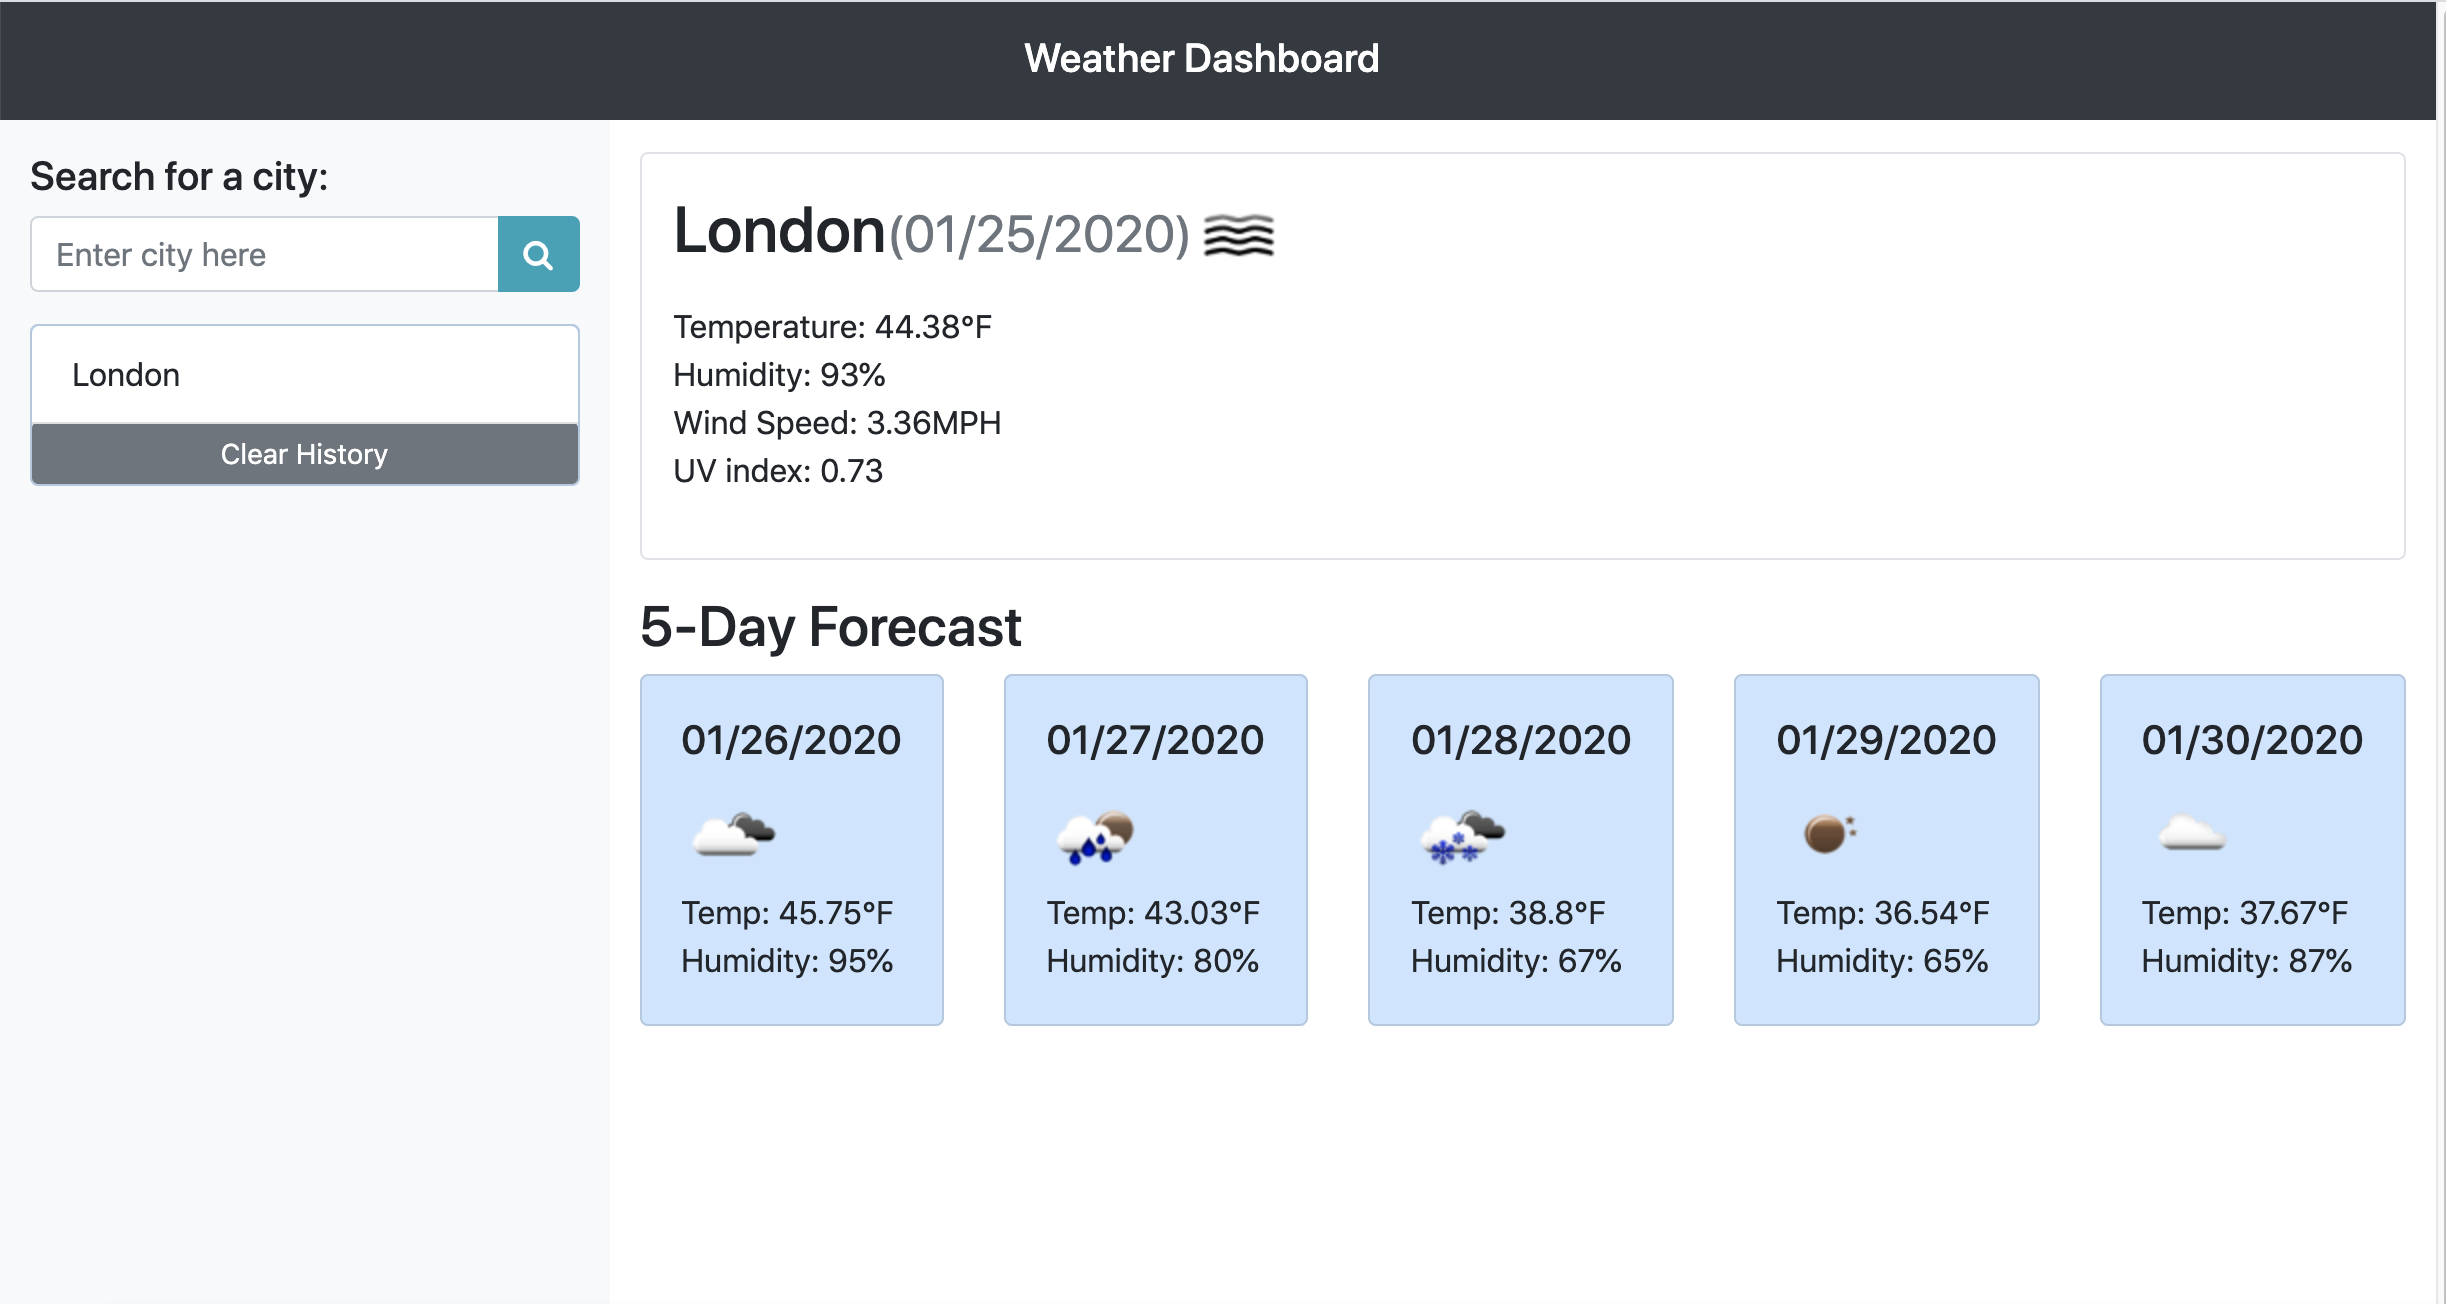 Weather Dashboard
Search for a city:
Enter city here
London
Clear History
London(01/25/2020)
Temperature: 44.38°F
Humidity: 93%
Wind Speed: 3.36MPH
UV index: 0.73
5-Day Forecast
01/26/2020
Temp: 45.75°F
Humidity: 95%
01/27/2020
Temp: 43.03°F
Humidity: 80%
01/28/2020
Temp: 38.8°F
Humidity: 67%
01/29/2020
Temp: 36.54°F
Humidity: 65%
01/30/2020
Temp: 37.67°F
Humidity: 87%